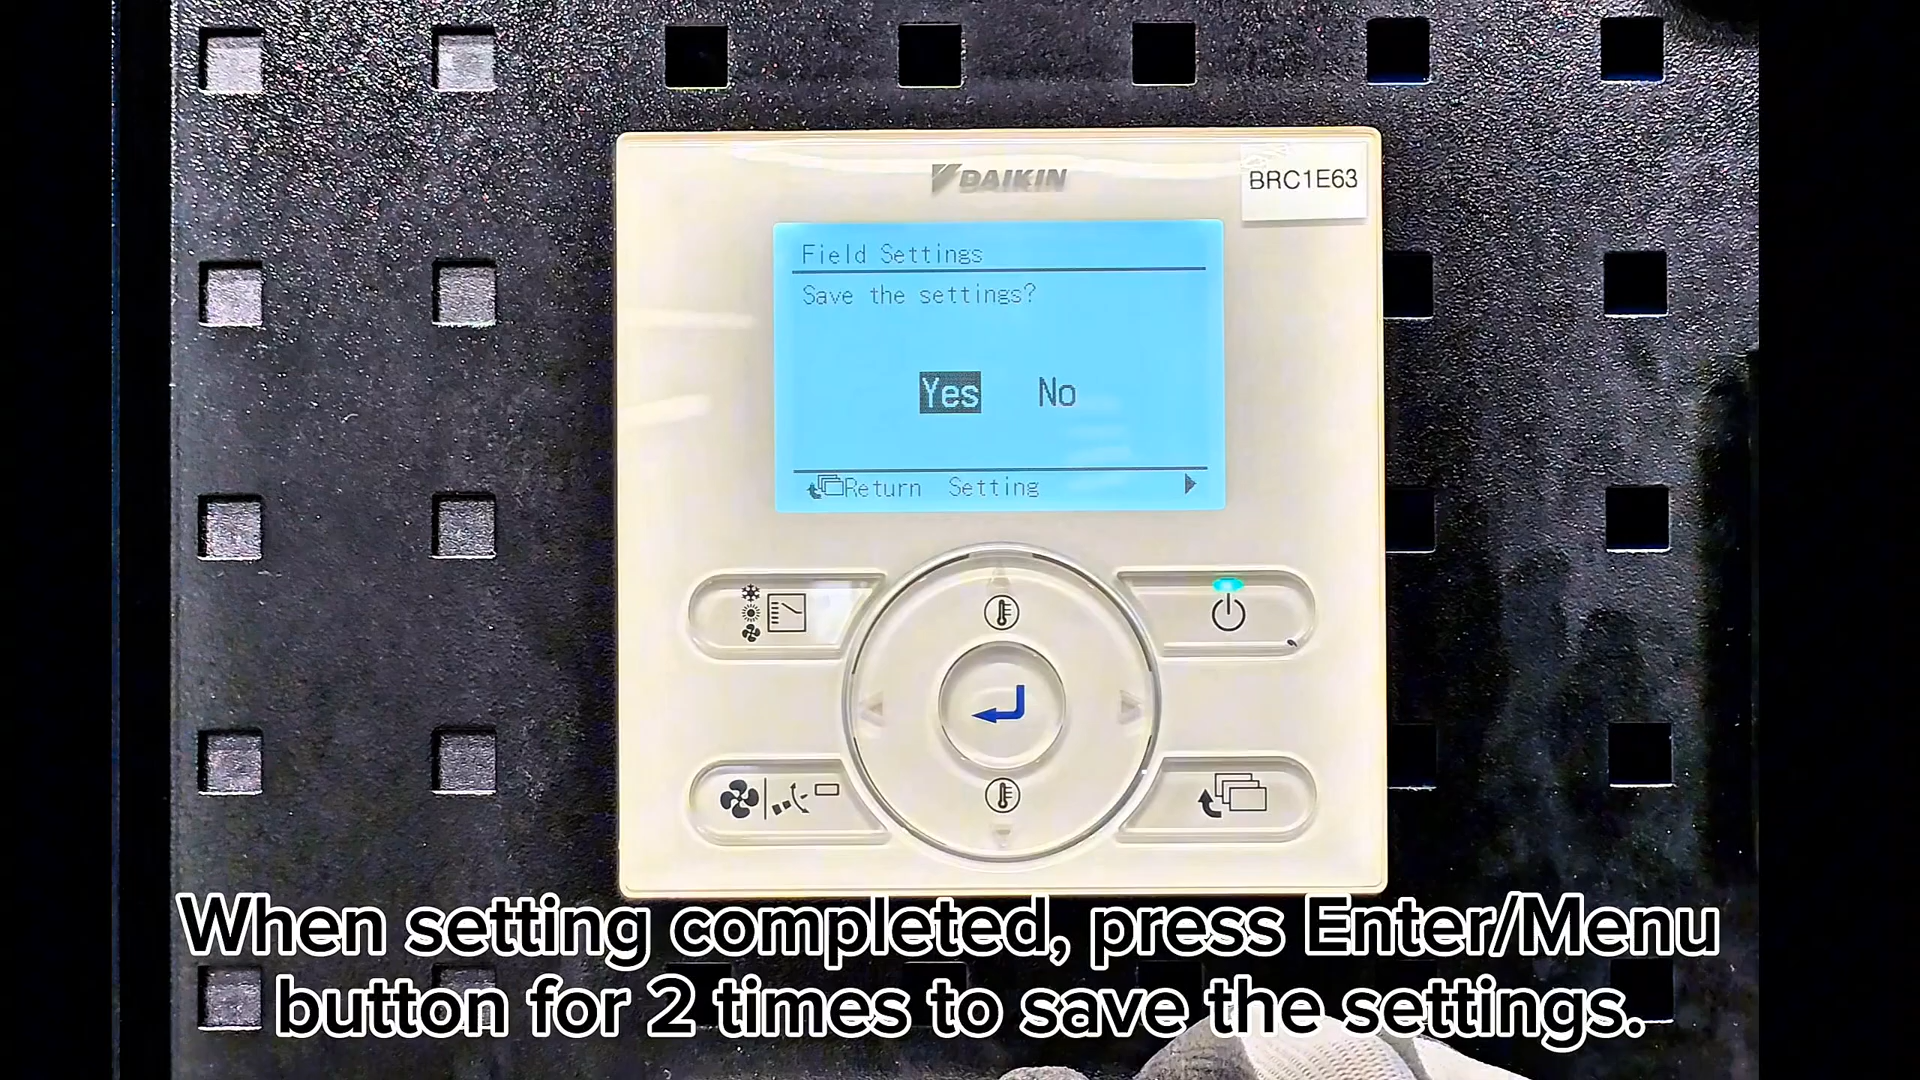 DAIKIN
BRC1E63
Field Settings
Save the settings?
Yes No
Return Setting
When setting completed, press Enter/Menu
button for 2 times to save the settings.